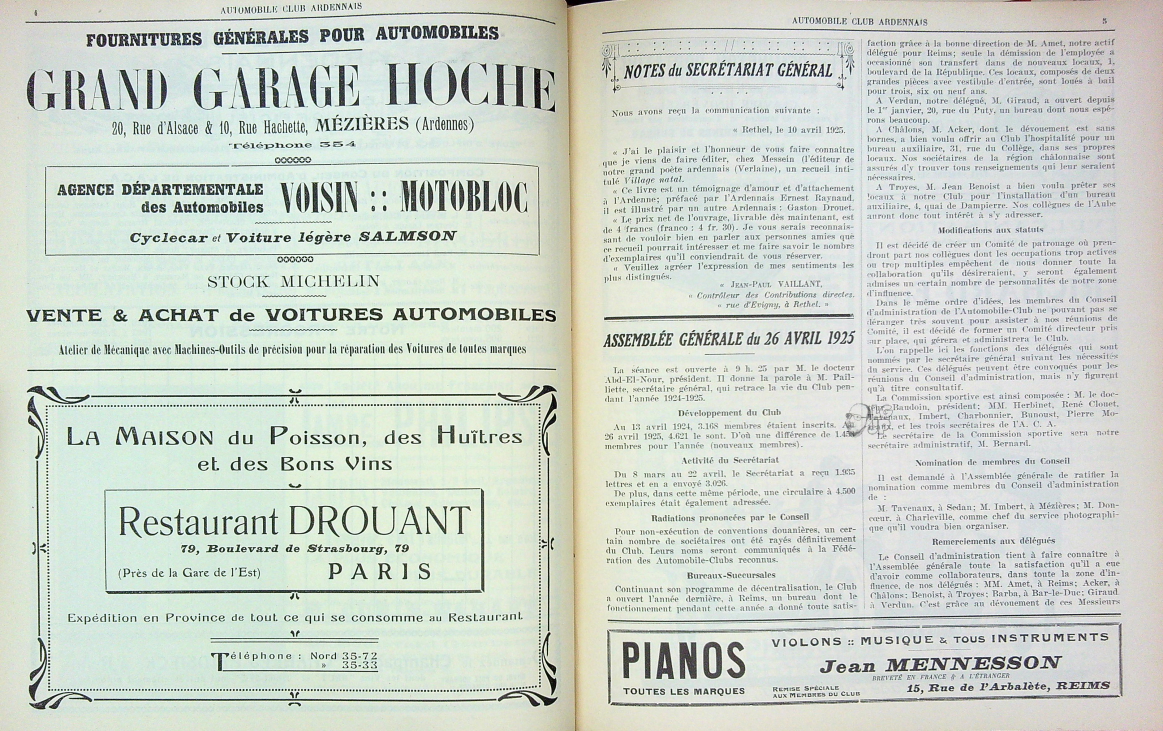 4
AUTOMOBILE CLUB ARDENNAIS
FOURNITURES GÉNÉRALES POUR AUTOMOBILES
GRAND GARAGE HOCHE
20, Rue d'Alsace & 10, Rue Hachette, MÉZIÈRES (Ardennes)
Téléphone 354
AGENCE DÉPARTEMENTALE
des Automobiles
VOISIN :: MOTOBLOC
Cyclecar et Voiture légère SALMSON
STOCK MICHELIN
VENTE & ACHAT de VOITURES AUTOMOBILES
Atelier de Mécanique avec Machines-Outils de précision pour la réparation des Voitures de toutes marques
LA MAISON du Poisson, des Huîtres
et des Bons Vins
Restaurant DROUANT
79, Boulevard de Strasbourg, 79
(Près de la Gare de l'Est) PARIS
Expédition en Province de tout ce qui se consomme au Restaurant
Téléphone : Nord 35-72
» 35-33
AUTOMOBILE CLUB ARDENNAIS
5
NOTES du SECRÉTARIAT GÉNÉRAL
Nous avons reçu la communication suivante :
« Rethel, le 10 avril 1925.
« J'ai le plaisir et l'honneur de vous faire connaître
que je viens de faire éditer, chez Messein (l'éditeur de
notre grand poète ardennais (Verlaine), un recueil inti-
tulé Village natal.
« Ce livre est un témoignage d'amour et d'attachement
à l'Ardenne; préfacé par l'Ardennais Ernest Raynaud,
il est illustré par un autre Ardennais : Gaston Drouet.
« Le prix net de l'ouvrage, livrable dès maintenant, est
de 4 francs (franco : 4 fr. 30). Je vous serais reconnais-
sant de vouloir bien en parler aux personnes amies que
ce recueil pourrait intéresser et me faire savoir le nombre
d'exemplaires qu'il conviendrait de vous réserver.
« Veuillez agréer l'expression de mes sentiments les
plus distingués.
« JEAN-PAUL VAILLANT,
« Contrôleur des Contributions directes.
« rue d'Evigny, à Rethel. »
ASSEMBLÉE GÉNÉRALE du 26 AVRIL 1925
La séance est ouverte à 9 h. 25 par M. le docteur
Abd-El-Nour, président. Il donne la parole à M. Pail-
liette, secrétaire général, qui retrace la vie du Club pen-
dant l'année 1924-1925.
Développement du Club
Au 13 avril 1924, 3.168 membres étaient inscrits. Au
26 avril 1925, 4.621 le sont. D'où une différence de
membres pour l'année (nouveaux membres).
Activité du Secrétariat
Du 8 mars au 22 avril, le Secrétariat a reçu 1.935
lettres et en a envoyé 3.026.
De plus, dans cette même période, une circulaire à 4.500
exemplaires était également adressée.
Radiations prononcées par le Conseil
Pour non-exécution de conventions douanières, un cer-
tain nombre de sociétaires ont été rayés définitivement
du Club. Leurs noms seront communiqués à la Fédé-
ration des Automobile-Clubs reconnus.
Bureaux-Succursales
Continuant son programme de décentralisation, le Club
a ouvert l'année dernière, à Reims, un bureau dont le
fonctionnement pendant cette année a donné toute satis-
faction grâce à la bonne direction de M. Amet, notre actif
délégué pour Reims; seule la démission de l'employée a
occasionné son transfert dans de nouveaux locaux, 1,
boulevard de la République. Ces locaux, composés de deux
grandes pièces avec vestibule d'entrée, sont loués à bail
pour trois, six ou neuf ans.
A Verdun, notre délégué, M. Giraud, a ouvert depuis
le 1er janvier, 20, rue du Puty, un bureau dont nous espé-
rons beaucoup.
A Châlons, M. Acker, dont le dévouement est sans
bornes, a bien voulu offrir au Club l'hospitalité pour un
bureau auxiliaire, 31, rue du Collège, dans ses propres
locaux. Nos sociétaires de la région châlonnaise sont
assurés d'y trouver tous renseignements qui leur seraient
nécessaires.
A Troyes, M. Jean Benoist a bien voulu prêter ses
locaux à notre Club pour l'installation d'un bureau
auxiliaire, 4, quai de Dampierre. Nos collègues de l'Aube
auront donc tout intérêt à s'y adresser.
Modifications aux statuts
Il est décidé de créer un Comité de patronage où pren-
dront part nos collègues dont les occupations trop actives
ou trop multiples empêchent de nous donner toute la
collaboration qu'ils désireraient, y seront également
admises un certain nombre de personnalités de notre zone
d'influence.
Dans le même ordre d'idées, les membres du Conseil
d'administration de l'Automobile-Club ne pouvant pas se
déranger très souvent pour assister à nos réunions de
Comité, il est décidé de former un Comité directeur pris
sur place, qui gérera et administrera le Club.
L'on rappelle ici les fonctions des délégués qui sont
nommés par le secrétaire général suivant les nécessités
du service. Ces délégués peuvent être convoqués pour les
réunions du Conseil d'administration, mais n'y figurent
qu'à titre consultatif.
La Commission sportive est ainsi composée : M. le doc-
Baudoin, président; MM. Herbinet, René Clouet,
Imbert, Charbonnier, Bunoust, Pierre Mo-
et les trois secrétaires de l'A. C. A.
Le secrétaire de la Commission sportive sera notre
secrétaire administratif, M. Bernard.
Nomination de membres du Conseil
Il est demandé à l'Assemblée générale de ratifier la
nomination comme membres du Conseil d'administration
de :
M. Tavenaux, à Sedan; M. Imbert, à Mézières; M. Don-
cœur, à Charleville, comme chef du service photographi-
que qu'il voudra bien organiser.
Remerciements aux délégués
Le Conseil d'administration tient à faire connaître à
l'Assemblée générale toute la satisfaction qu'il a eue
d'avoir comme collaborateurs, dans toute la zone d'in-
fluence, de nos délégués : MM. Amet, à Reims; Acker, à
Châlons; Benoist, à Troyes; Barba, à Bar-le-Duc; Giraud
à Verdun. C'est grâce au dévouement de ces Messieurs
PIANOS
TOUTES LES MARQUES
VIOLONS :: MUSIQUE & TOUS INSTRUMENTS
Jean MENNESSON
BREVETÉ EN FRANCE & A L'ÉTRANGER
REMISE SPÉCIALE
AUX MEMBRES DU CLUB
15, Rue de l'Arbalète, REIMS